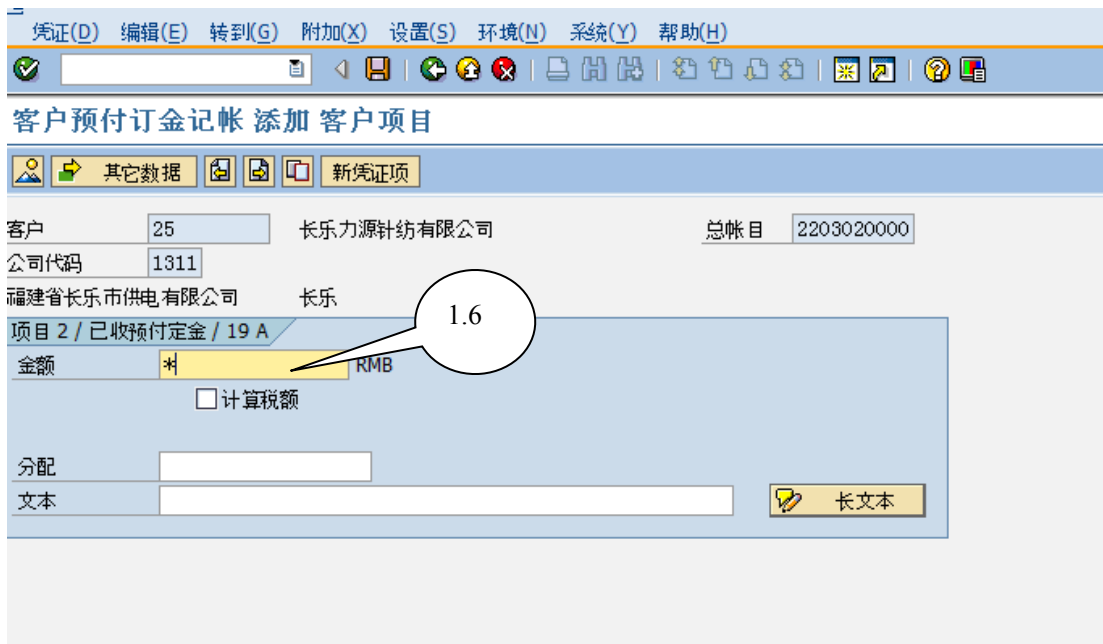 凭证(D) 编辑(E) 转到(G) 附加(X) 设置(S) 环境(N) 系统(Y) 帮助(H)
客户预付订金记帐 添加 客户项目
其它数据 新凭证项
客户 25 长乐力源针纺有限公司 总帐目 2203020000
公司代码 1311
福建省长乐市供电有限公司 长乐
1.6
项目 2 / 已收预付定金 / 19 A
金额 * RMB
计算税额
分配
文本 长文本